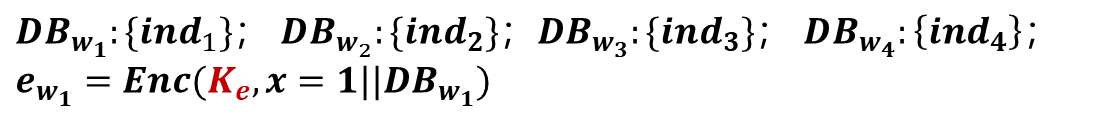 DB_{w_1}:{ind_1}; DB_{w_2}:{ind_2}; DB_{w_3}:{ind_3}; DB_{w_4}:{ind_4};
e_{w_1} = Enc(K_e, x = 1||DB_{w_1})